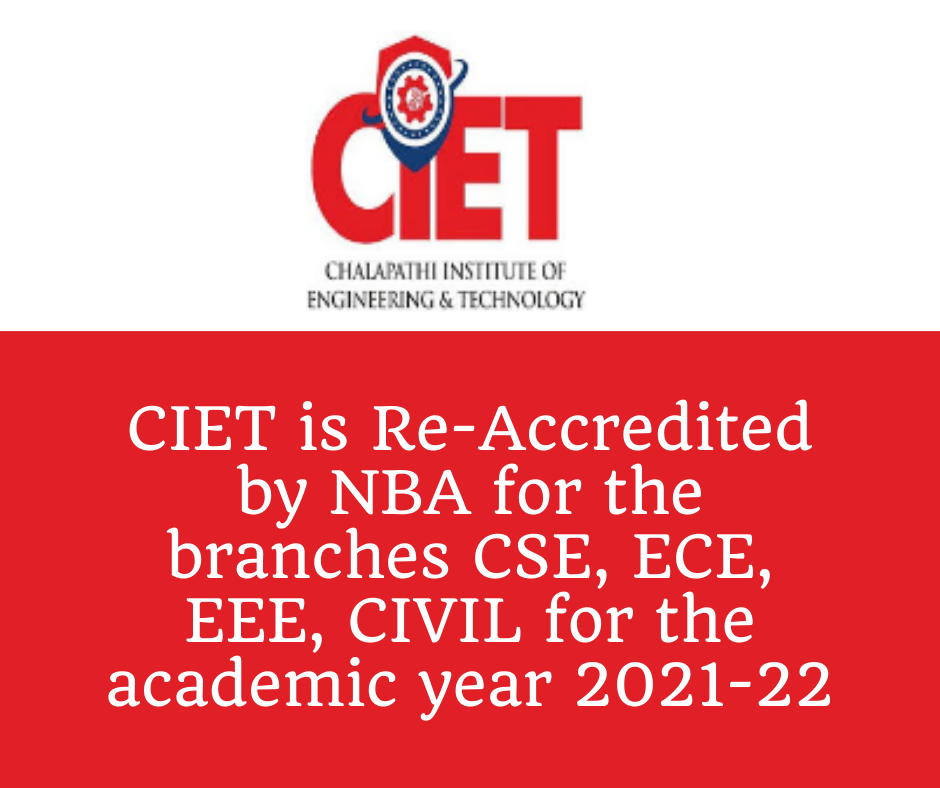 CIET
CHALAPATHI INSTITUTE OF
ENGINEERING & TECHNOLOGY
CIET is Re-Accredited
by NBA for the
branches CSE, ECE,
EEE, CIVIL for the
academic year 2021-22